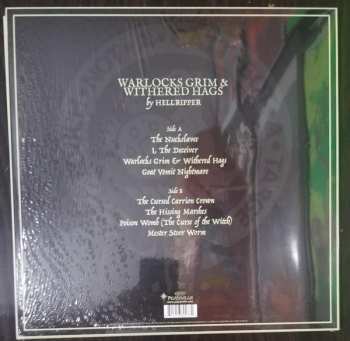 WARLOCKS GRIM &
WITHERED HAGS
by HELLRIPPER
Side A
The Nuckelavee
I, The Deceiver
Warlocks Grim & Withered Hags
Goat Vomit Nightmare
Side B
The Cursed Carrion Crown
The Hissing Marshes
Poison Womb (The Curse of the Witch)
Mester Stoor Worm
PEACEVILLE